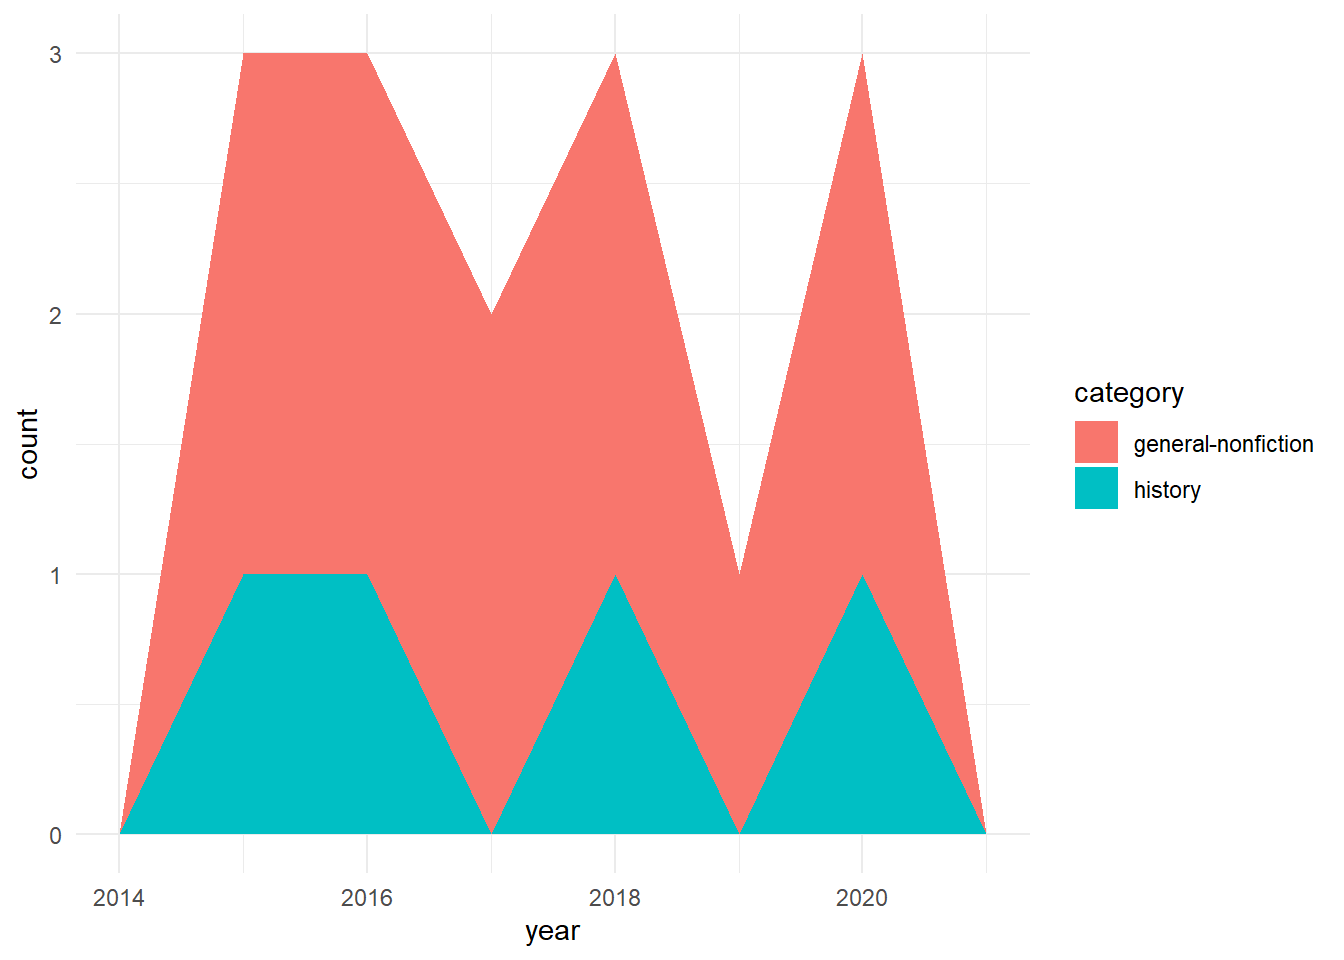 3
2
1
0
count
2014 2016 2018 2020
year
category
general-nonfiction
history